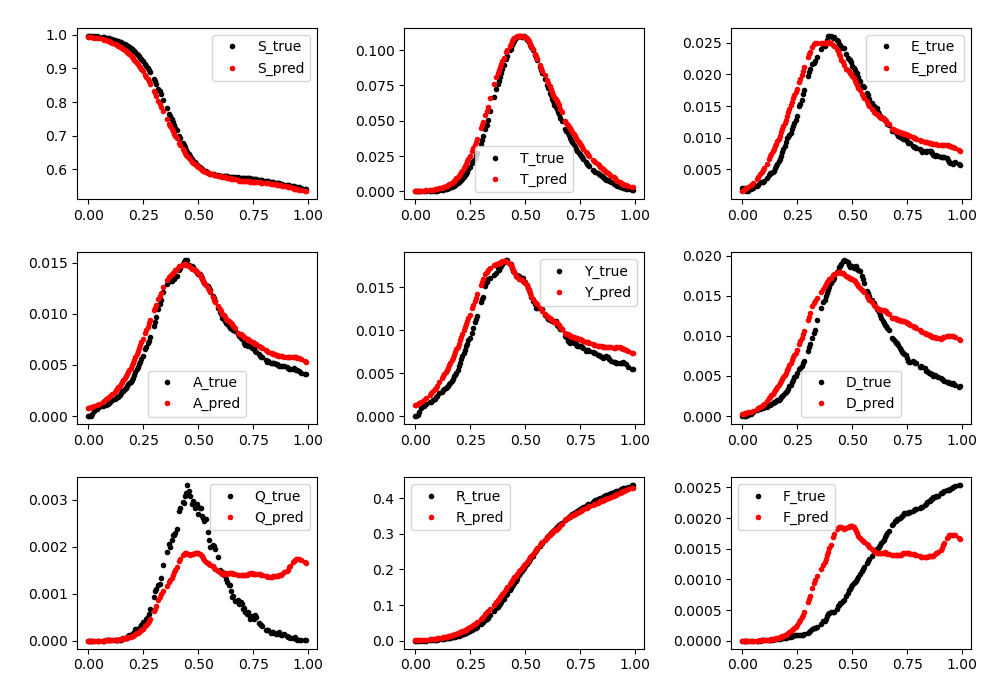 1.0
0.9
0.8
0.7
0.6
0.00 0.25 0.50 0.75 1.00
S_true
S_pred
0.100
0.075
0.050
0.025
0.000
0.00 0.25 0.50 0.75 1.00
T_true
T_pred
0.025
0.020
0.015
0.010
0.005
0.00 0.25 0.50 0.75 1.00
E_true
E_pred
0.015
0.010
0.005
0.000
0.00 0.25 0.50 0.75 1.00
A_true
A_pred
0.015
0.010
0.005
0.000
0.00 0.25 0.50 0.75 1.00
Y_true
Y_pred
0.020
0.015
0.010
0.005
0.000
0.00 0.25 0.50 0.75 1.00
D_true
D_pred
0.003
0.002
0.001
0.000
0.00 0.25 0.50 0.75 1.00
Q_true
Q_pred
0.4
0.3
0.2
0.1
0.0
0.00 0.25 0.50 0.75 1.00
R_true
R_pred
0.0025
0.0020
0.0015
0.0010
0.0005
0.0000
0.00 0.25 0.50 0.75 1.00
F_true
F_pred